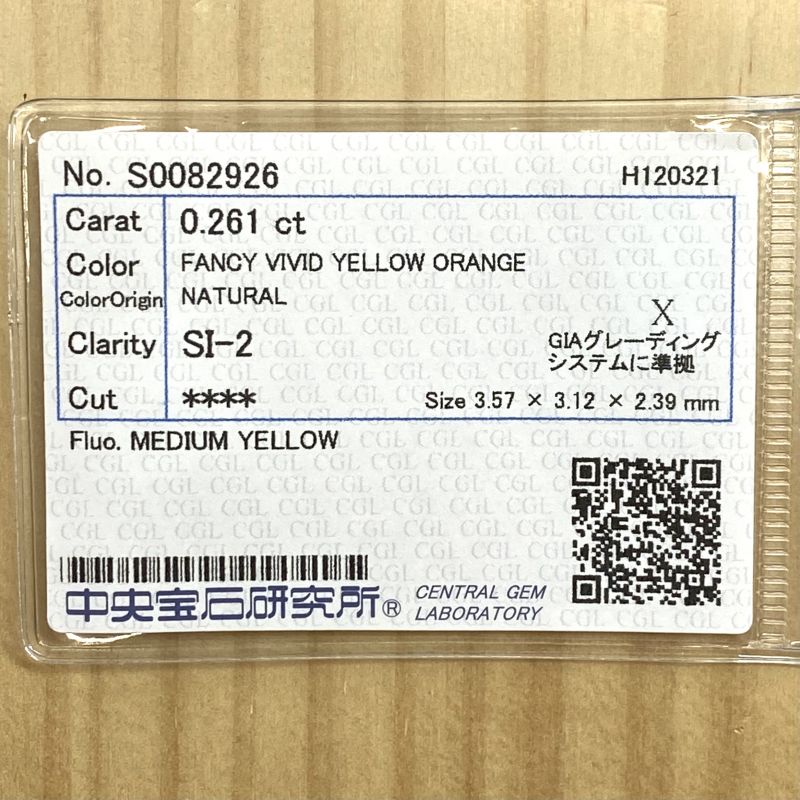 No. S0082926 H120321
Carat 0.261 ct
Color FANCY VIVID YELLOW ORANGE
ColorOrigin NATURAL
X
Clarity SI-2 GIAグレーディング
システムに準拠
Cut **** Size 3.57 × 3.12 × 2.39 mm
Fluo. MEDIUM YELLOW
中央宝石研究所® CENTRAL GEM
LABORATORY